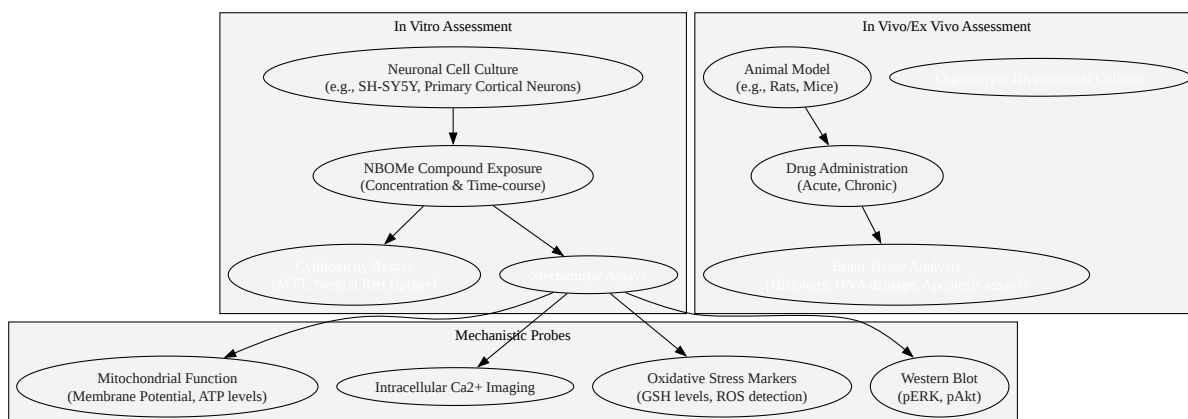 In Vitro Assessment
Neuronal Cell Culture
(e.g., SH-SY5Y, Primary Cortical Neurons)
NBOMe Compound Exposure
(Concentration & Time-course)
Cytotoxicity Assays
(MTT, Neutral Red Uptake)
Mechanistic Assays
In Vivo/Ex Vivo Assessment
Animal Model
(e.g., Rats, Mice)
Organotypic Hippocampal Cultures
Drug Administration
(Acute, Chronic)
Brain Tissue Analysis
(Histology, DNA damage, Apoptosis assays)
Mechanistic Probes
Mitochondrial Function
(Membrane Potential, ATP levels)
Intracellular Ca2+ Imaging
Oxidative Stress Markers
(GSH levels, ROS detection)
Western Blot
(pERK, pAkt)